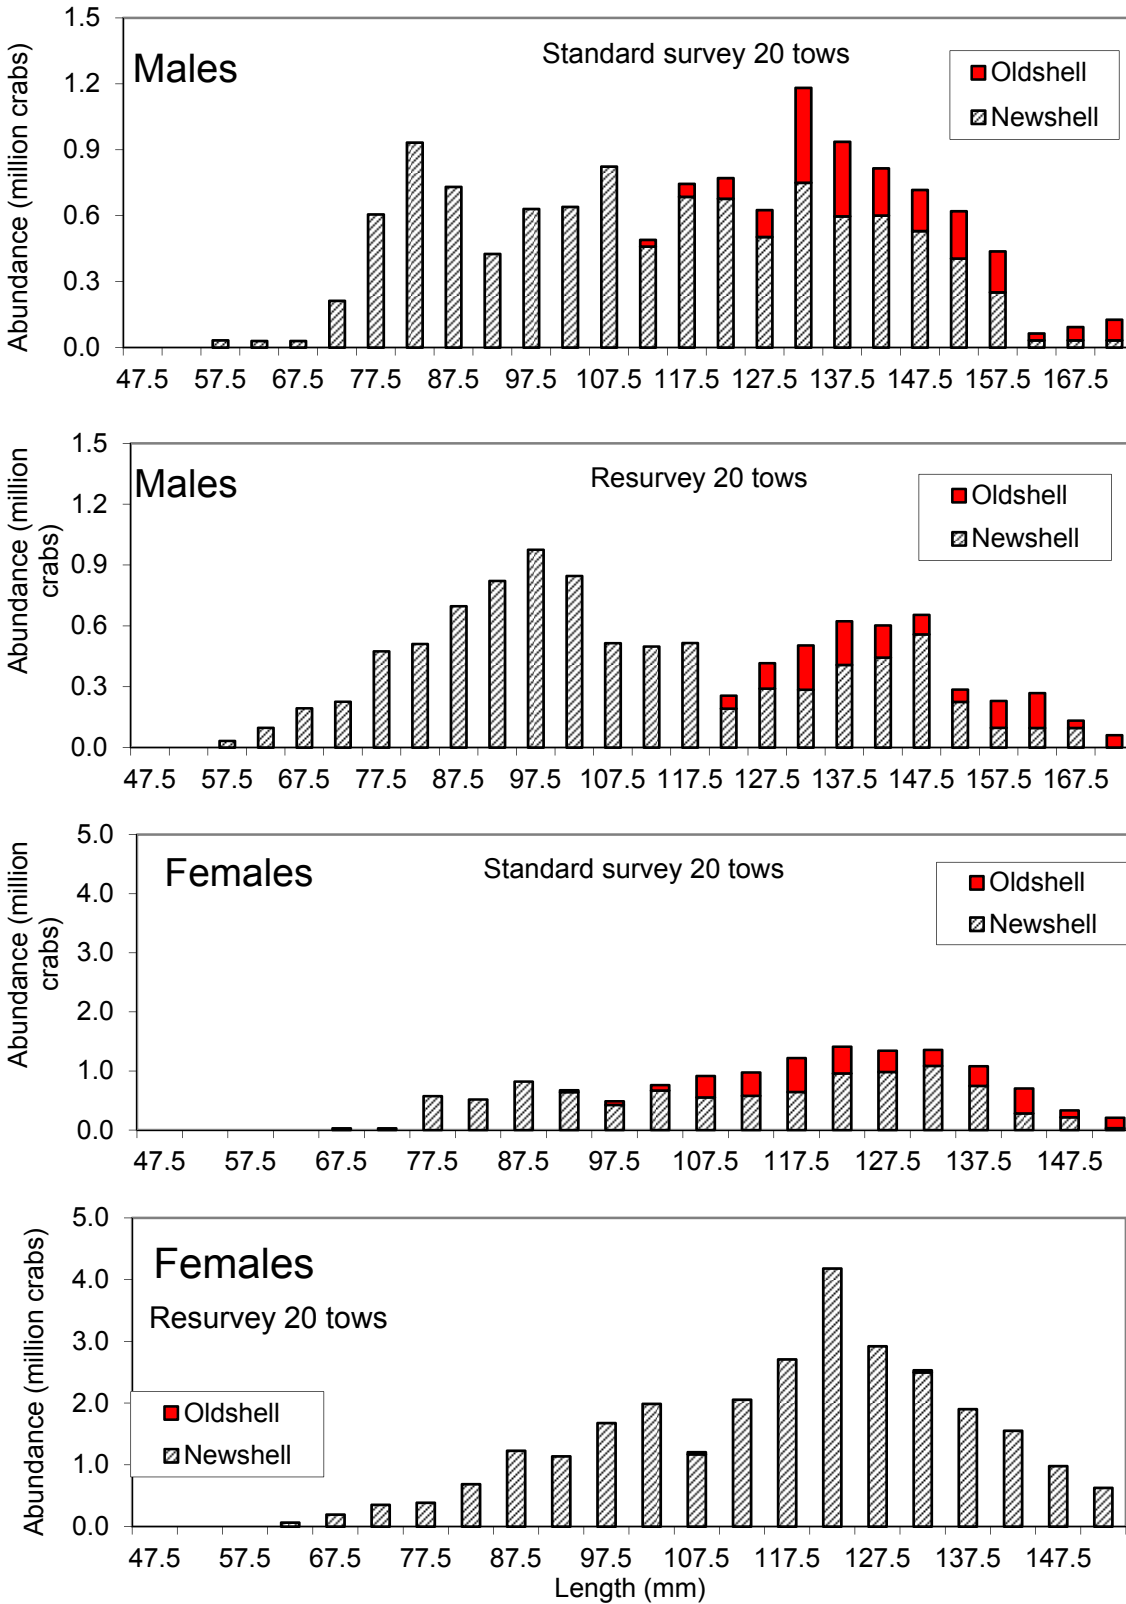 Abundance (million crabs)
1.5
1.2
0.9
0.6
0.3
0.0
Males
Standard survey 20 tows
Oldshell
Newshell
47.5 57.5 67.5 77.5 87.5 97.5 107.5 117.5 127.5 137.5 147.5 157.5 167.5
Abundance (million
crabs)
1.5
1.2
0.9
0.6
0.3
0.0
Males
Resurvey 20 tows
Oldshell
Newshell
47.5 57.5 67.5 77.5 87.5 97.5 107.5 117.5 127.5 137.5 147.5 157.5 167.5
Abundance (million
crabs)
5.0
4.0
3.0
2.0
1.0
0.0
Females
Standard survey 20 tows
Oldshell
Newshell
47.5 57.5 67.5 77.5 87.5 97.5 107.5 117.5 127.5 137.5 147.5
Abundance (million crabs)
5.0
4.0
3.0
2.0
1.0
0.0
Females
Resurvey 20 tows
Oldshell
Newshell
47.5 57.5 67.5 77.5 87.5 97.5 107.5 117.5 127.5 137.5 147.5
Length (mm)